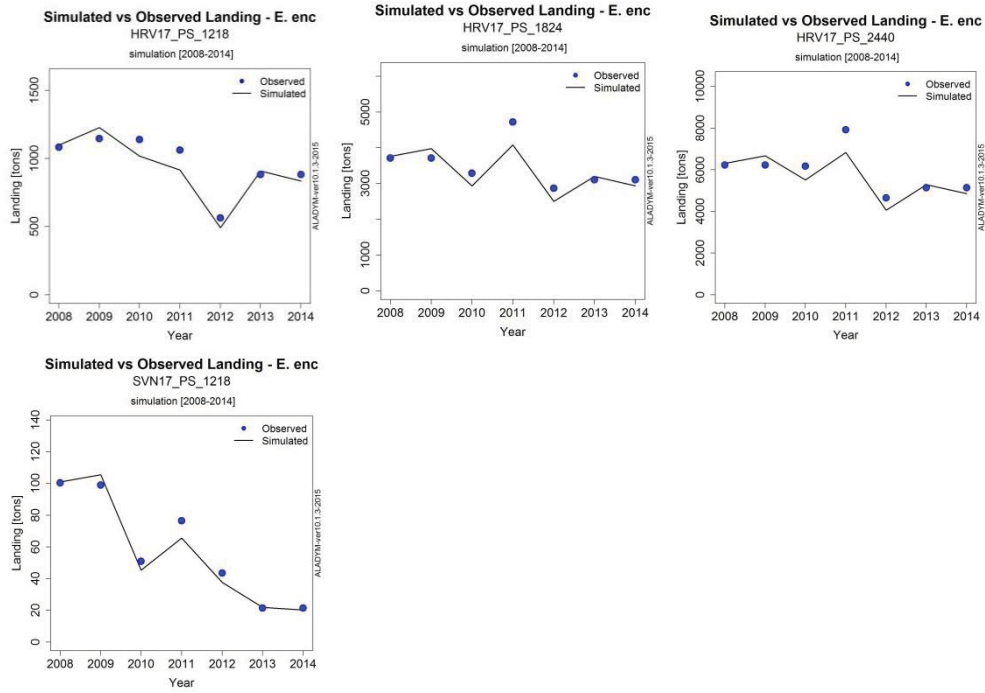 Simulated vs Observed Landing - E. enc
HRV17_PS_1218
simulation [2008-2014]
Observed
Simulated
Landing [tons]
1500
1000
500
0
2008 2009 2010 2011 2012 2013 2014
Year
ALADYM-ver10.1.3-2015
Simulated vs Observed Landing - E. enc
HRV17_PS_1824
simulation [2008-2014]
Observed
Simulated
Landing [tons]
5000
3000
0
2008 2009 2010 2011 2012 2013 2014
Year
ALADYM-ver10.1.3-2015
Simulated vs Observed Landing - E. enc
HRV17_PS_2440
simulation [2008-2014]
Observed
Simulated
Landing [tons]
10000
8000
6000
4000
2000
0
2008 2009 2010 2011 2012 2013 2014
Year
ALADYM-ver10.1.3-2015
Simulated vs Observed Landing - E. enc
SVN17_PS_1218
simulation [2008-2014]
Observed
Simulated
Landing [tons]
140
120
100
80
60
40
20
0
2008 2009 2010 2011 2012 2013 2014
Year
ALADYM-ver10.1.3-2015